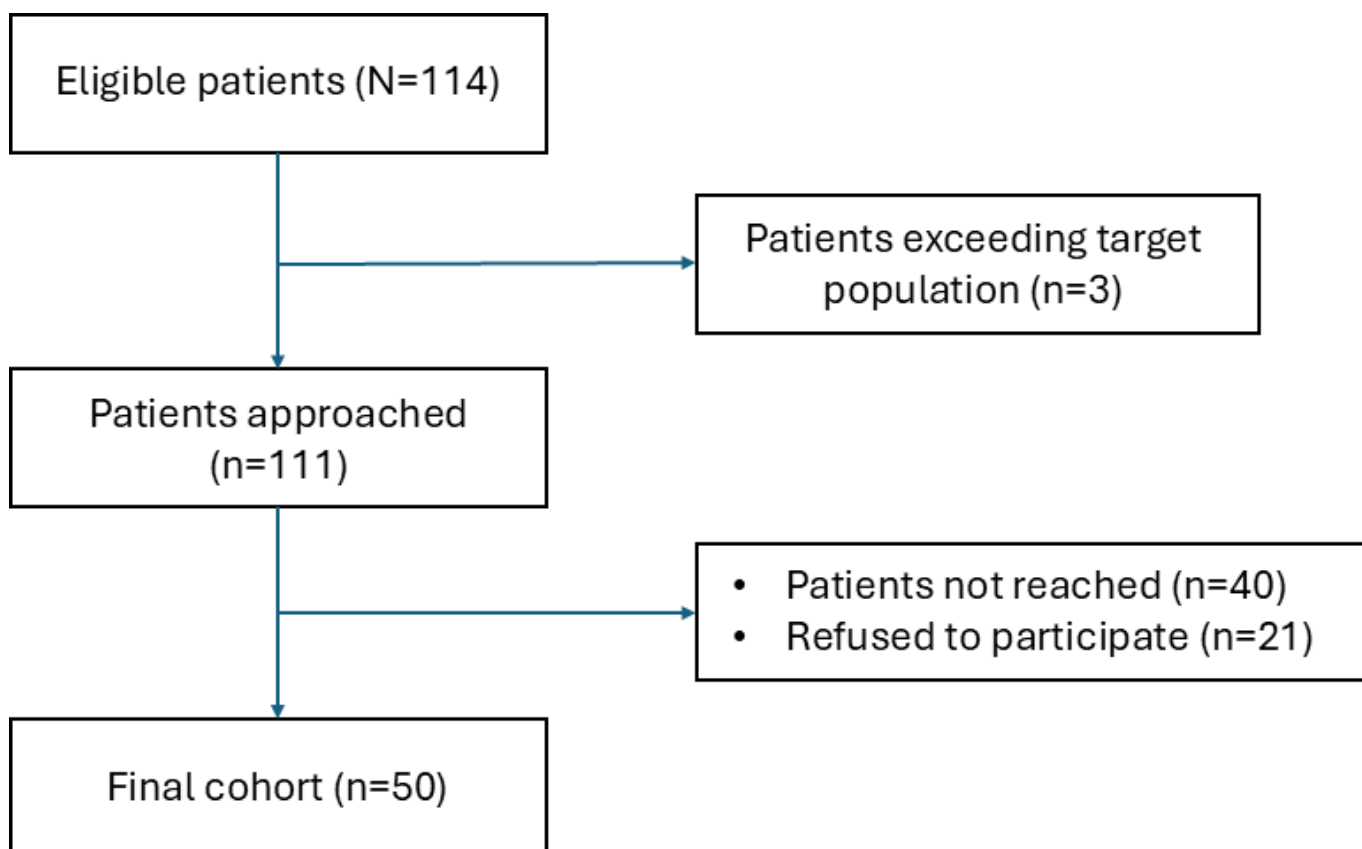 Eligible patients (N=114)
Patients exceeding target
population (n=3)
Patients approached
(n=111)
• Patients not reached (n=40)
• Refused to participate (n=21)
Final cohort (n=50)